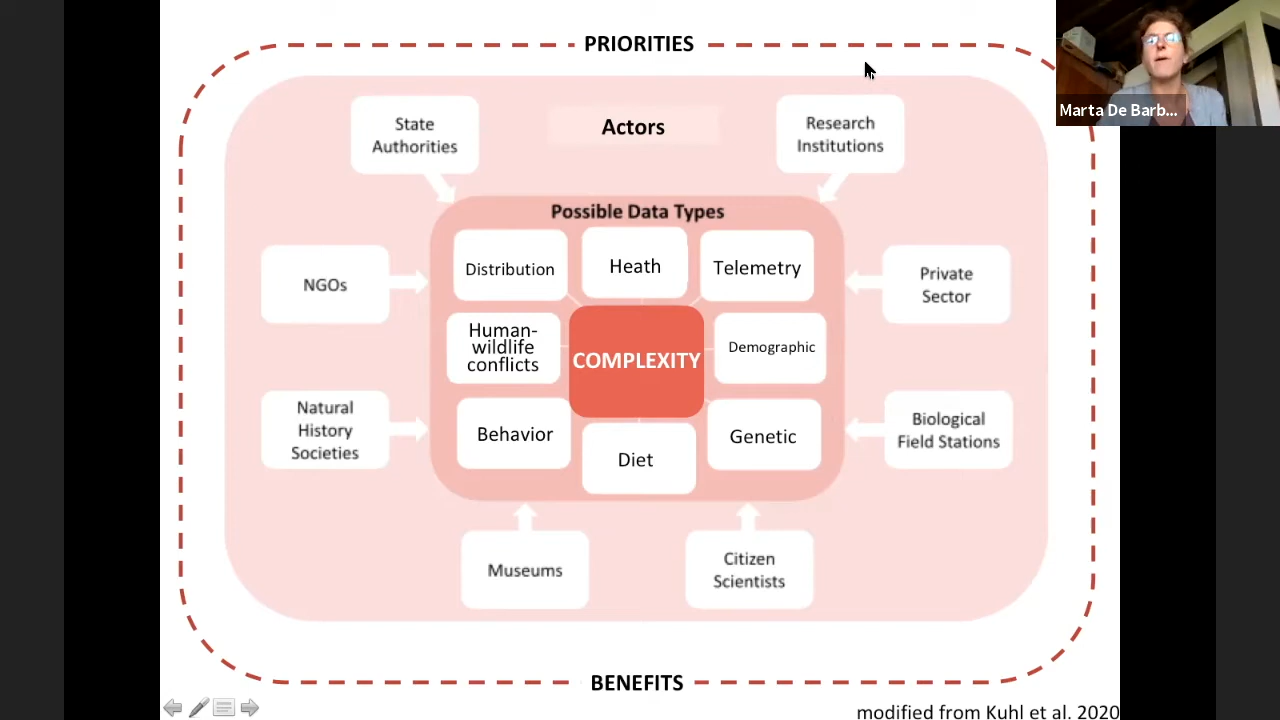 PRIORITIES
Marta De Barb...
State
Authorities
Actors
Research
Institutions
Possible Data Types
Distribution
Heath
Telemetry
NGOs
Private
Sector
Human-
wildlife
conflicts
COMPLEXITY
Demographic
Natural
History
Societies
Behavior
Diet
Genetic
Biological
Field Stations
Museums
Citizen
Scientists
BENEFITS
modified from Kuhl et al. 2020